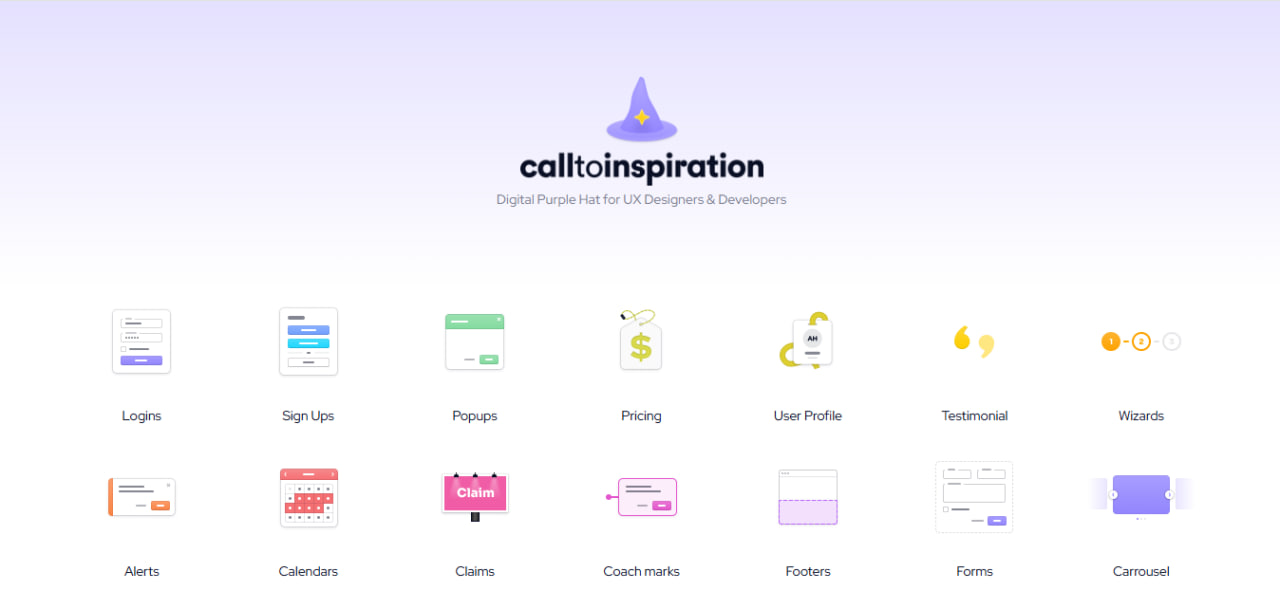 calltoinspiration
Digital Purple Hat for UX Designers & Developers
$
AH
1 2 3
Logins Sign Ups Popups Pricing User Profile Testimonial Wizards
Claim
Alerts Calendars Claims Coach marks Footers Forms Carrousel